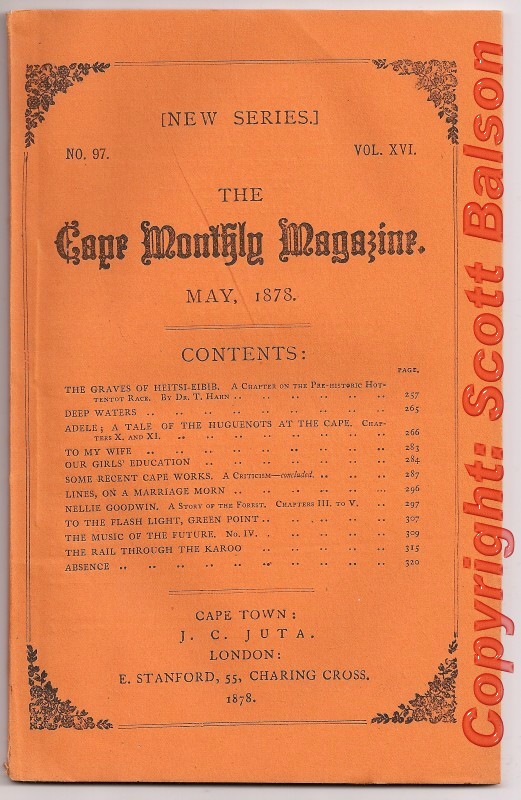 [NEW SERIES.]
NO. 97. VOL. XVI.
THE
Cape Monthly Magazine.
MAY, 1878.
CONTENTS:
PAGE.
THE GRAVES OF HEITSI-EIBIB. A CHAPTER ON THE PRE-HISTORIC HOT-
TENTOT RACE. BY DR. T. HAHN .. .. .. .. .. .. 257
DEEP WATERS .. .. .. .. .. .. .. .. .. 265
ADELE; A TALE OF THE HUGUENOTS AT THE CAPE. CHAP-
TERS X. AND XI. .. .. .. .. .. .. .. .. 266
TO MY WIFE .. .. .. .. .. .. .. .. .. 283
OUR GIRLS' EDUCATION .. .. .. .. .. .. .. 284
SOME RECENT CAPE WORKS. A CRITICISM—concluded. .. .. .. 287
LINES, ON A MARRIAGE MORN .. .. .. .. .. .. ... 296
NELLIE GOODWIN. A STORY OF THE FOREST. CHAPTERS III. TO V. .. .. 297
TO THE FLASH LIGHT, GREEN POINT .. .. .. .. .. .. 307
THE MUSIC OF THE FUTURE. NO. IV. .. .. .. .. .. .. 309
THE RAIL THROUGH THE KAROO .. .. .. .. .. .. 315
ABSENCE .. .. .. .. .. .. .. .. .. .. 320
CAPE TOWN:
J. C. JUTA.
LONDON:
E. STANFORD, 55, CHARING CROSS.
1878.
Copyright: Scott Balson